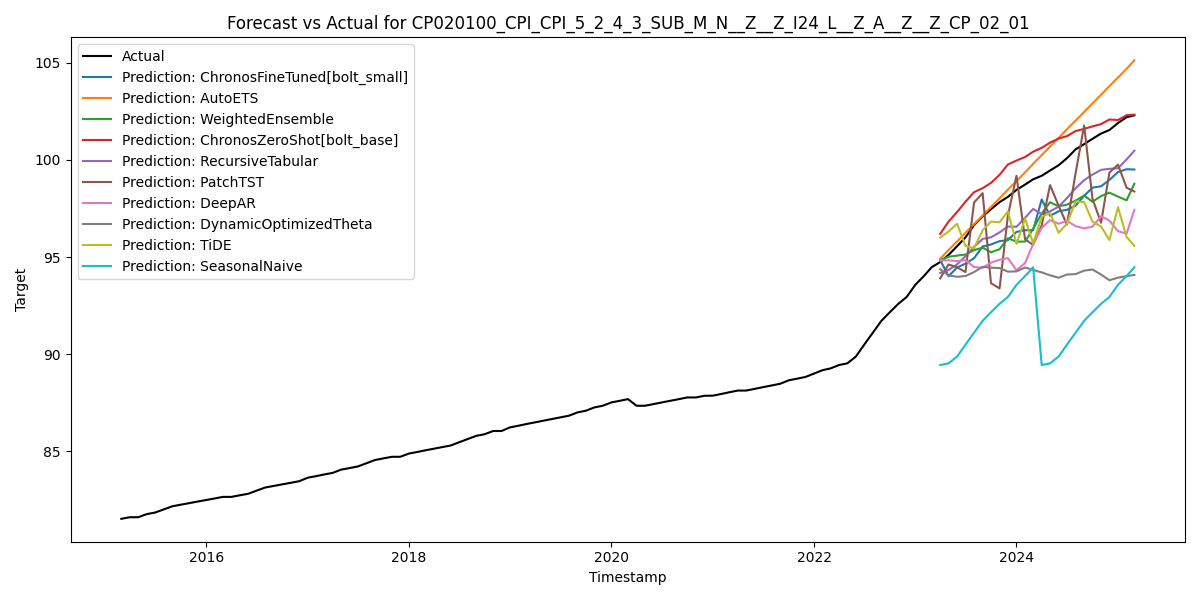 Forecast vs Actual for CP020100_CPI_CPI_5_2_4_3_SUB_M_N__Z__Z_I24_L__Z_A__Z__Z_CP_02_01
Actual
Prediction: ChronosFineTuned[bolt_small]
Prediction: AutoETS
Prediction: WeightedEnsemble
Prediction: ChronosZeroShot[bolt_base]
Prediction: RecursiveTabular
Prediction: PatchTST
Prediction: DeepAR
Prediction: DynamicOptimizedTheta
Prediction: TiDE
Prediction: SeasonalNaive
Target
105
100
95
90
85
2016
2018
2020
2022
2024
Timestamp